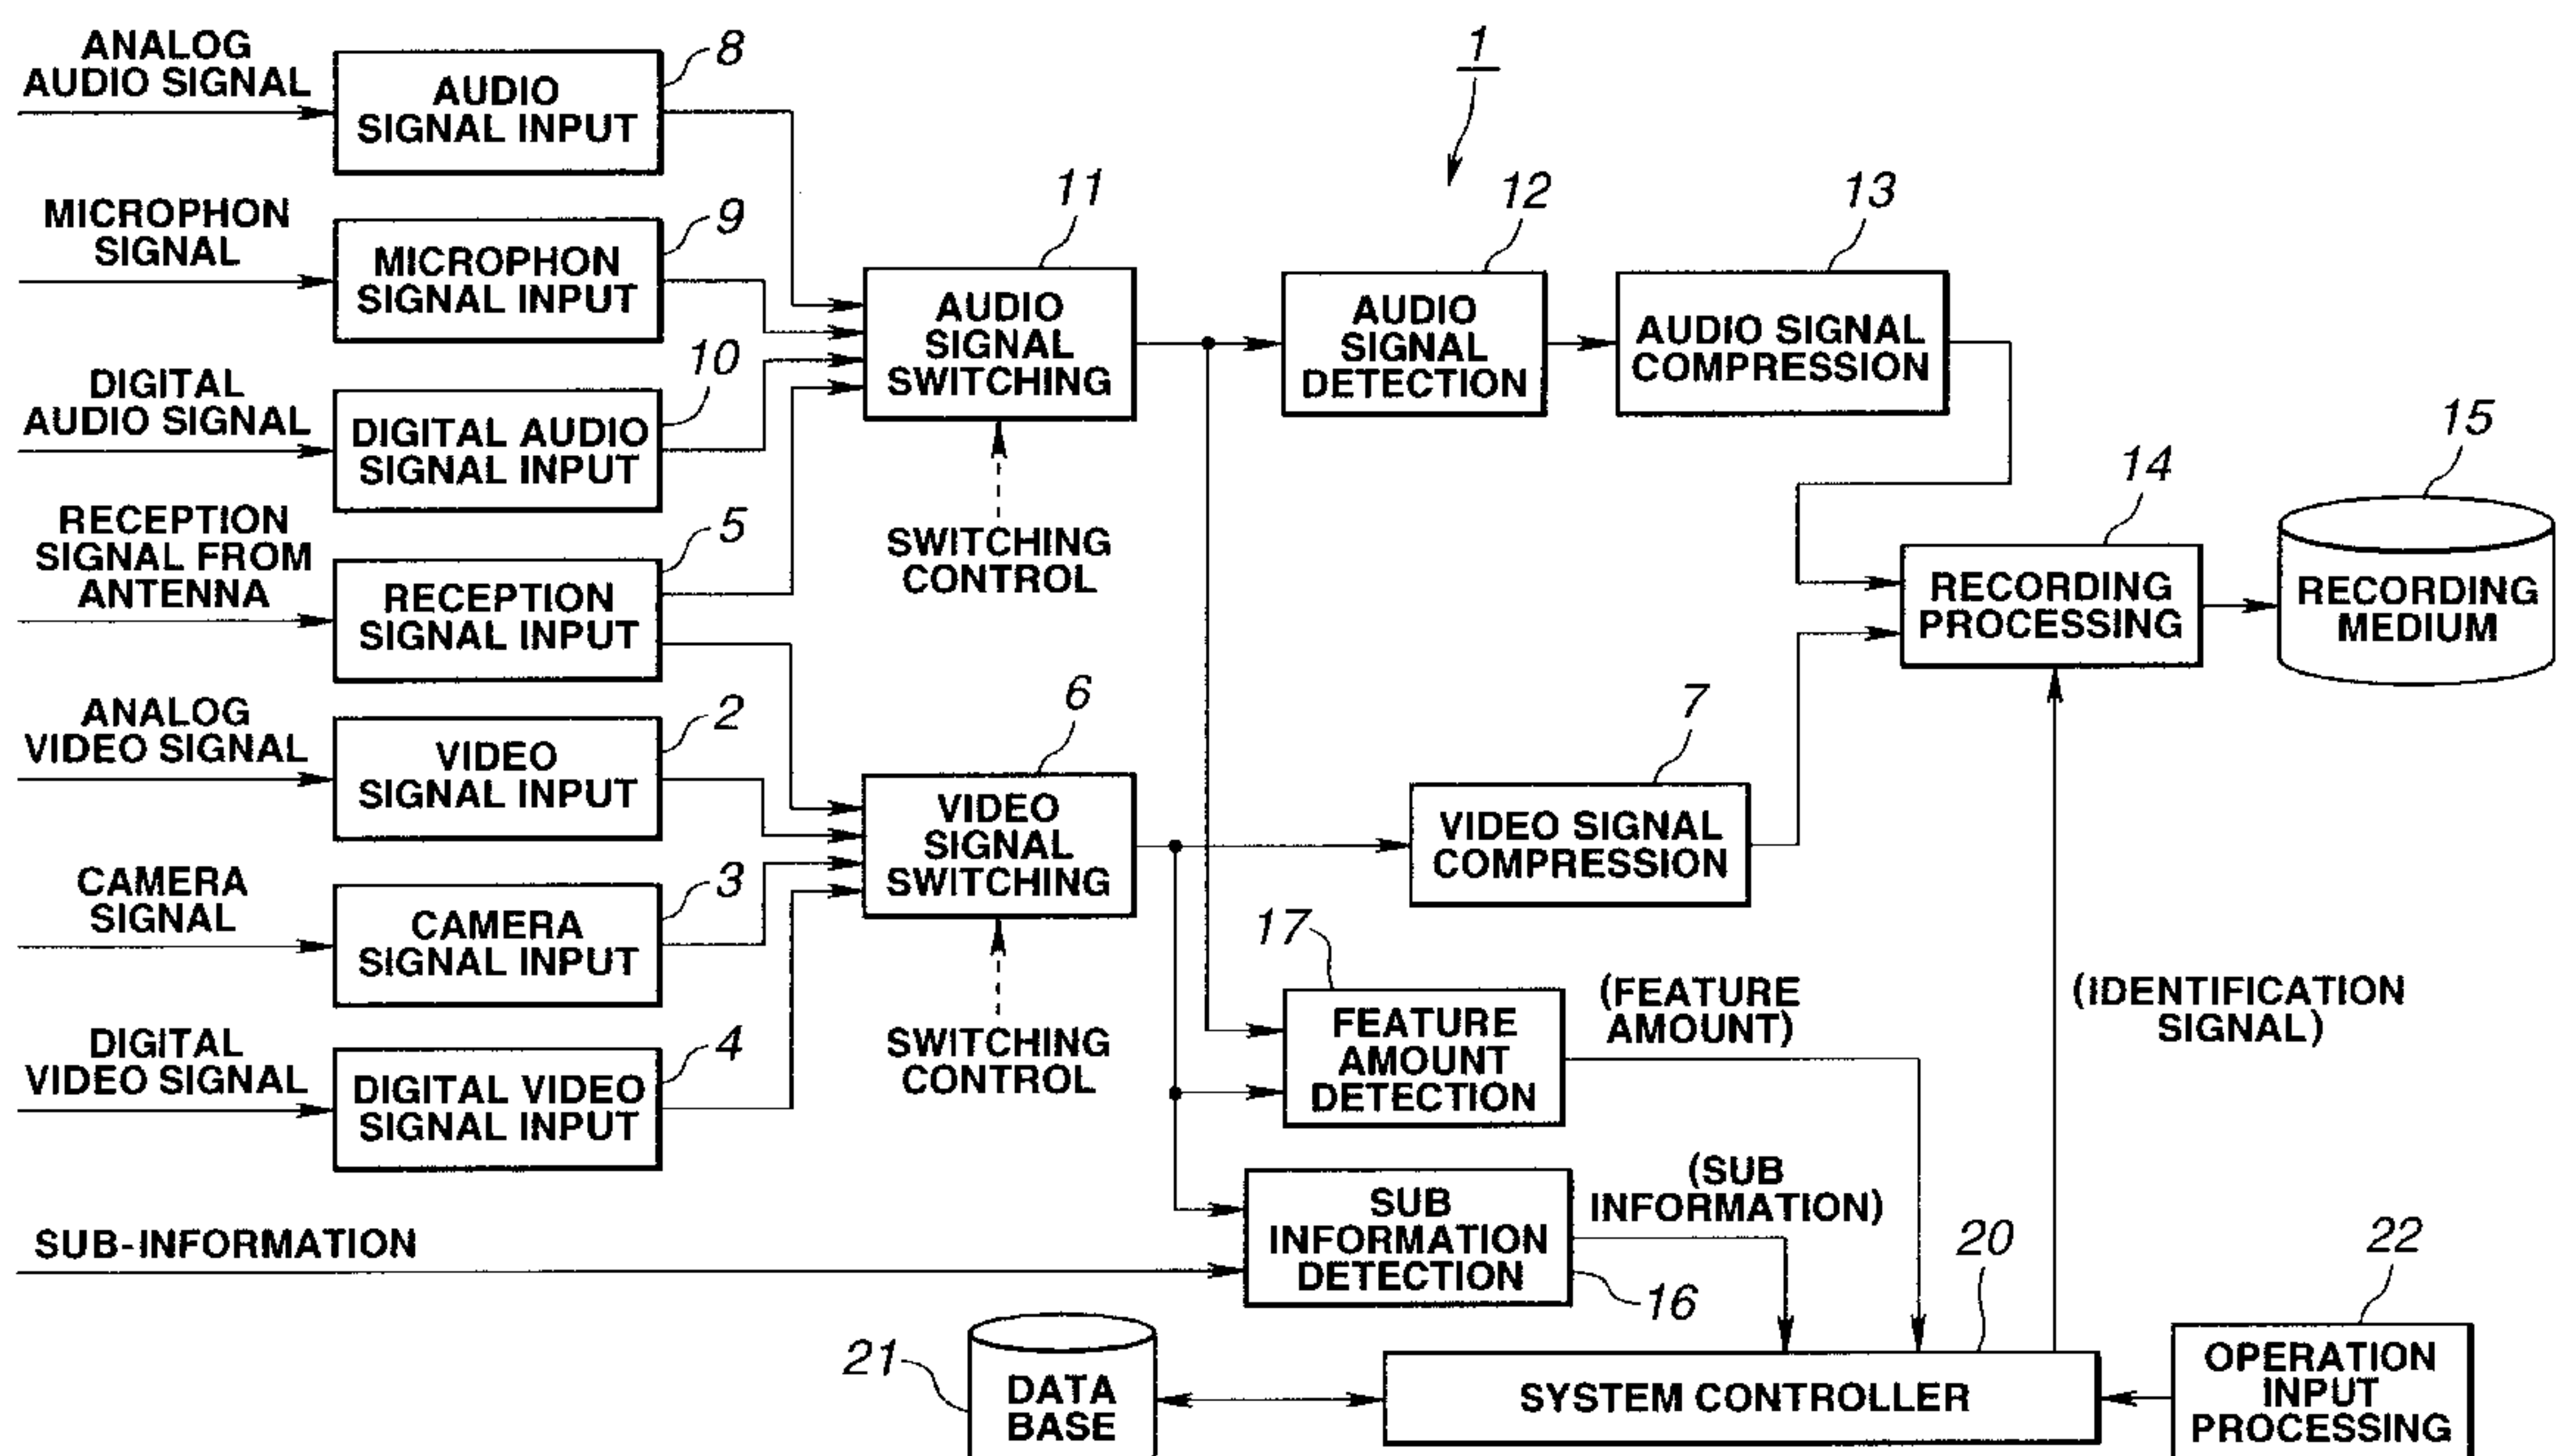 ANALOG
AUDIO SIGNAL
AUDIO
SIGNAL INPUT
8
MICROPHON
SIGNAL
MICROPHON
SIGNAL INPUT
9
DIGITAL
AUDIO SIGNAL
DIGITAL AUDIO
SIGNAL INPUT
10
RECEPTION
SIGNAL FROM
ANTENNA
RECEPTION
SIGNAL INPUT
5
ANALOG
VIDEO SIGNAL
VIDEO
SIGNAL INPUT
2
CAMERA
SIGNAL
CAMERA
SIGNAL INPUT
3
DIGITAL
VIDEO SIGNAL
DIGITAL VIDEO
SIGNAL INPUT
4
SUB-INFORMATION
11
AUDIO
SIGNAL
SWITCHING
SWITCHING
CONTROL
6
VIDEO
SIGNAL
SWITCHING
SWITCHING
CONTROL
1
12
AUDIO
SIGNAL
DETECTION
13
AUDIO SIGNAL
COMPRESSION
14
RECORDING
PROCESSING
15
RECORDING
MEDIUM
7
VIDEO SIGNAL
COMPRESSION
17
FEATURE
AMOUNT
DETECTION
(FEATURE
AMOUNT)
(IDENTIFICATION
SIGNAL)
SUB
INFORMATION
DETECTION
16
(SUB
INFORMATION)
20
SYSTEM CONTROLLER
21
DATA
BASE
22
OPERATION
INPUT
PROCESSING